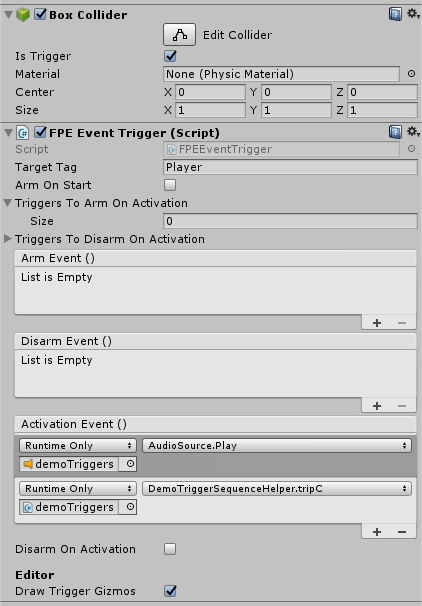 Box Collider
Edit Collider
Is Trigger
Material None (Physic Material)
Center X 0 Y 0 Z 0
Size X 1 Y 1 Z 1
FPE Event Trigger (Script)
Script FPEEventTrigger
Target Tag Player
Arm On Start
Triggers To Arm On Activation
Size 0
Triggers To Disarm On Activation
Arm Event ()
List is Empty
+ −
Disarm Event ()
List is Empty
+ −
Activation Event ()
Runtime Only AudioSource.Play
demoTriggers
Runtime Only DemoTriggerSequenceHelper.tripC
demoTriggers
+ −
Disarm On Activation
Editor
Draw Trigger Gizmos